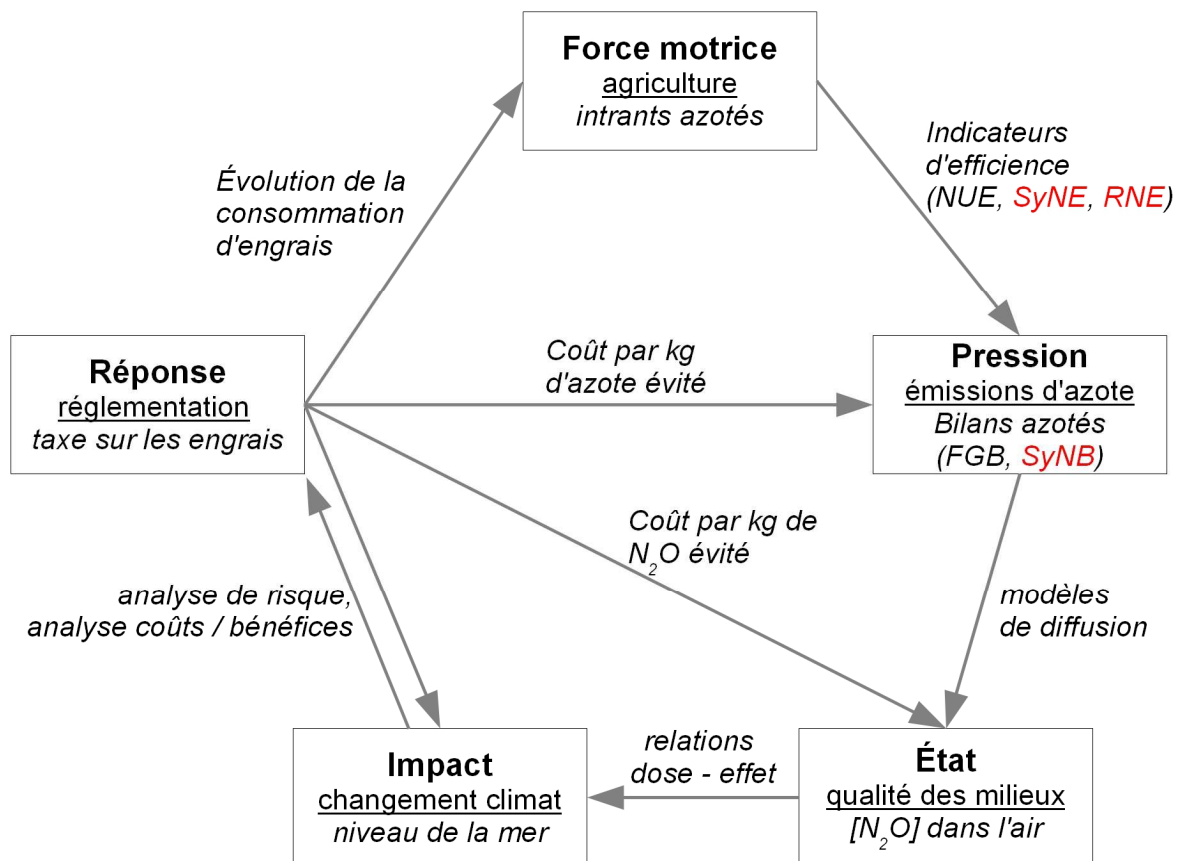 Force motrice
agriculture
intrants azotés
Indicateurs
d'efficience
(NUE, SyNE, RNE)
Évolution de la
consommation
d'engrais
Réponse
réglementation
taxe sur les engrais
Coût par kg
d'azote évité
Pression
émissions d'azote
Bilans azotés
(FGB, SyNB)
Coût par kg de
N₂O évité
analyse de risque,
analyse coûts / bénéfices
modèles
de diffusion
Impact
changement climat
niveau de la mer
relations
dose - effet
État
qualité des milieux
[N₂O] dans l'air